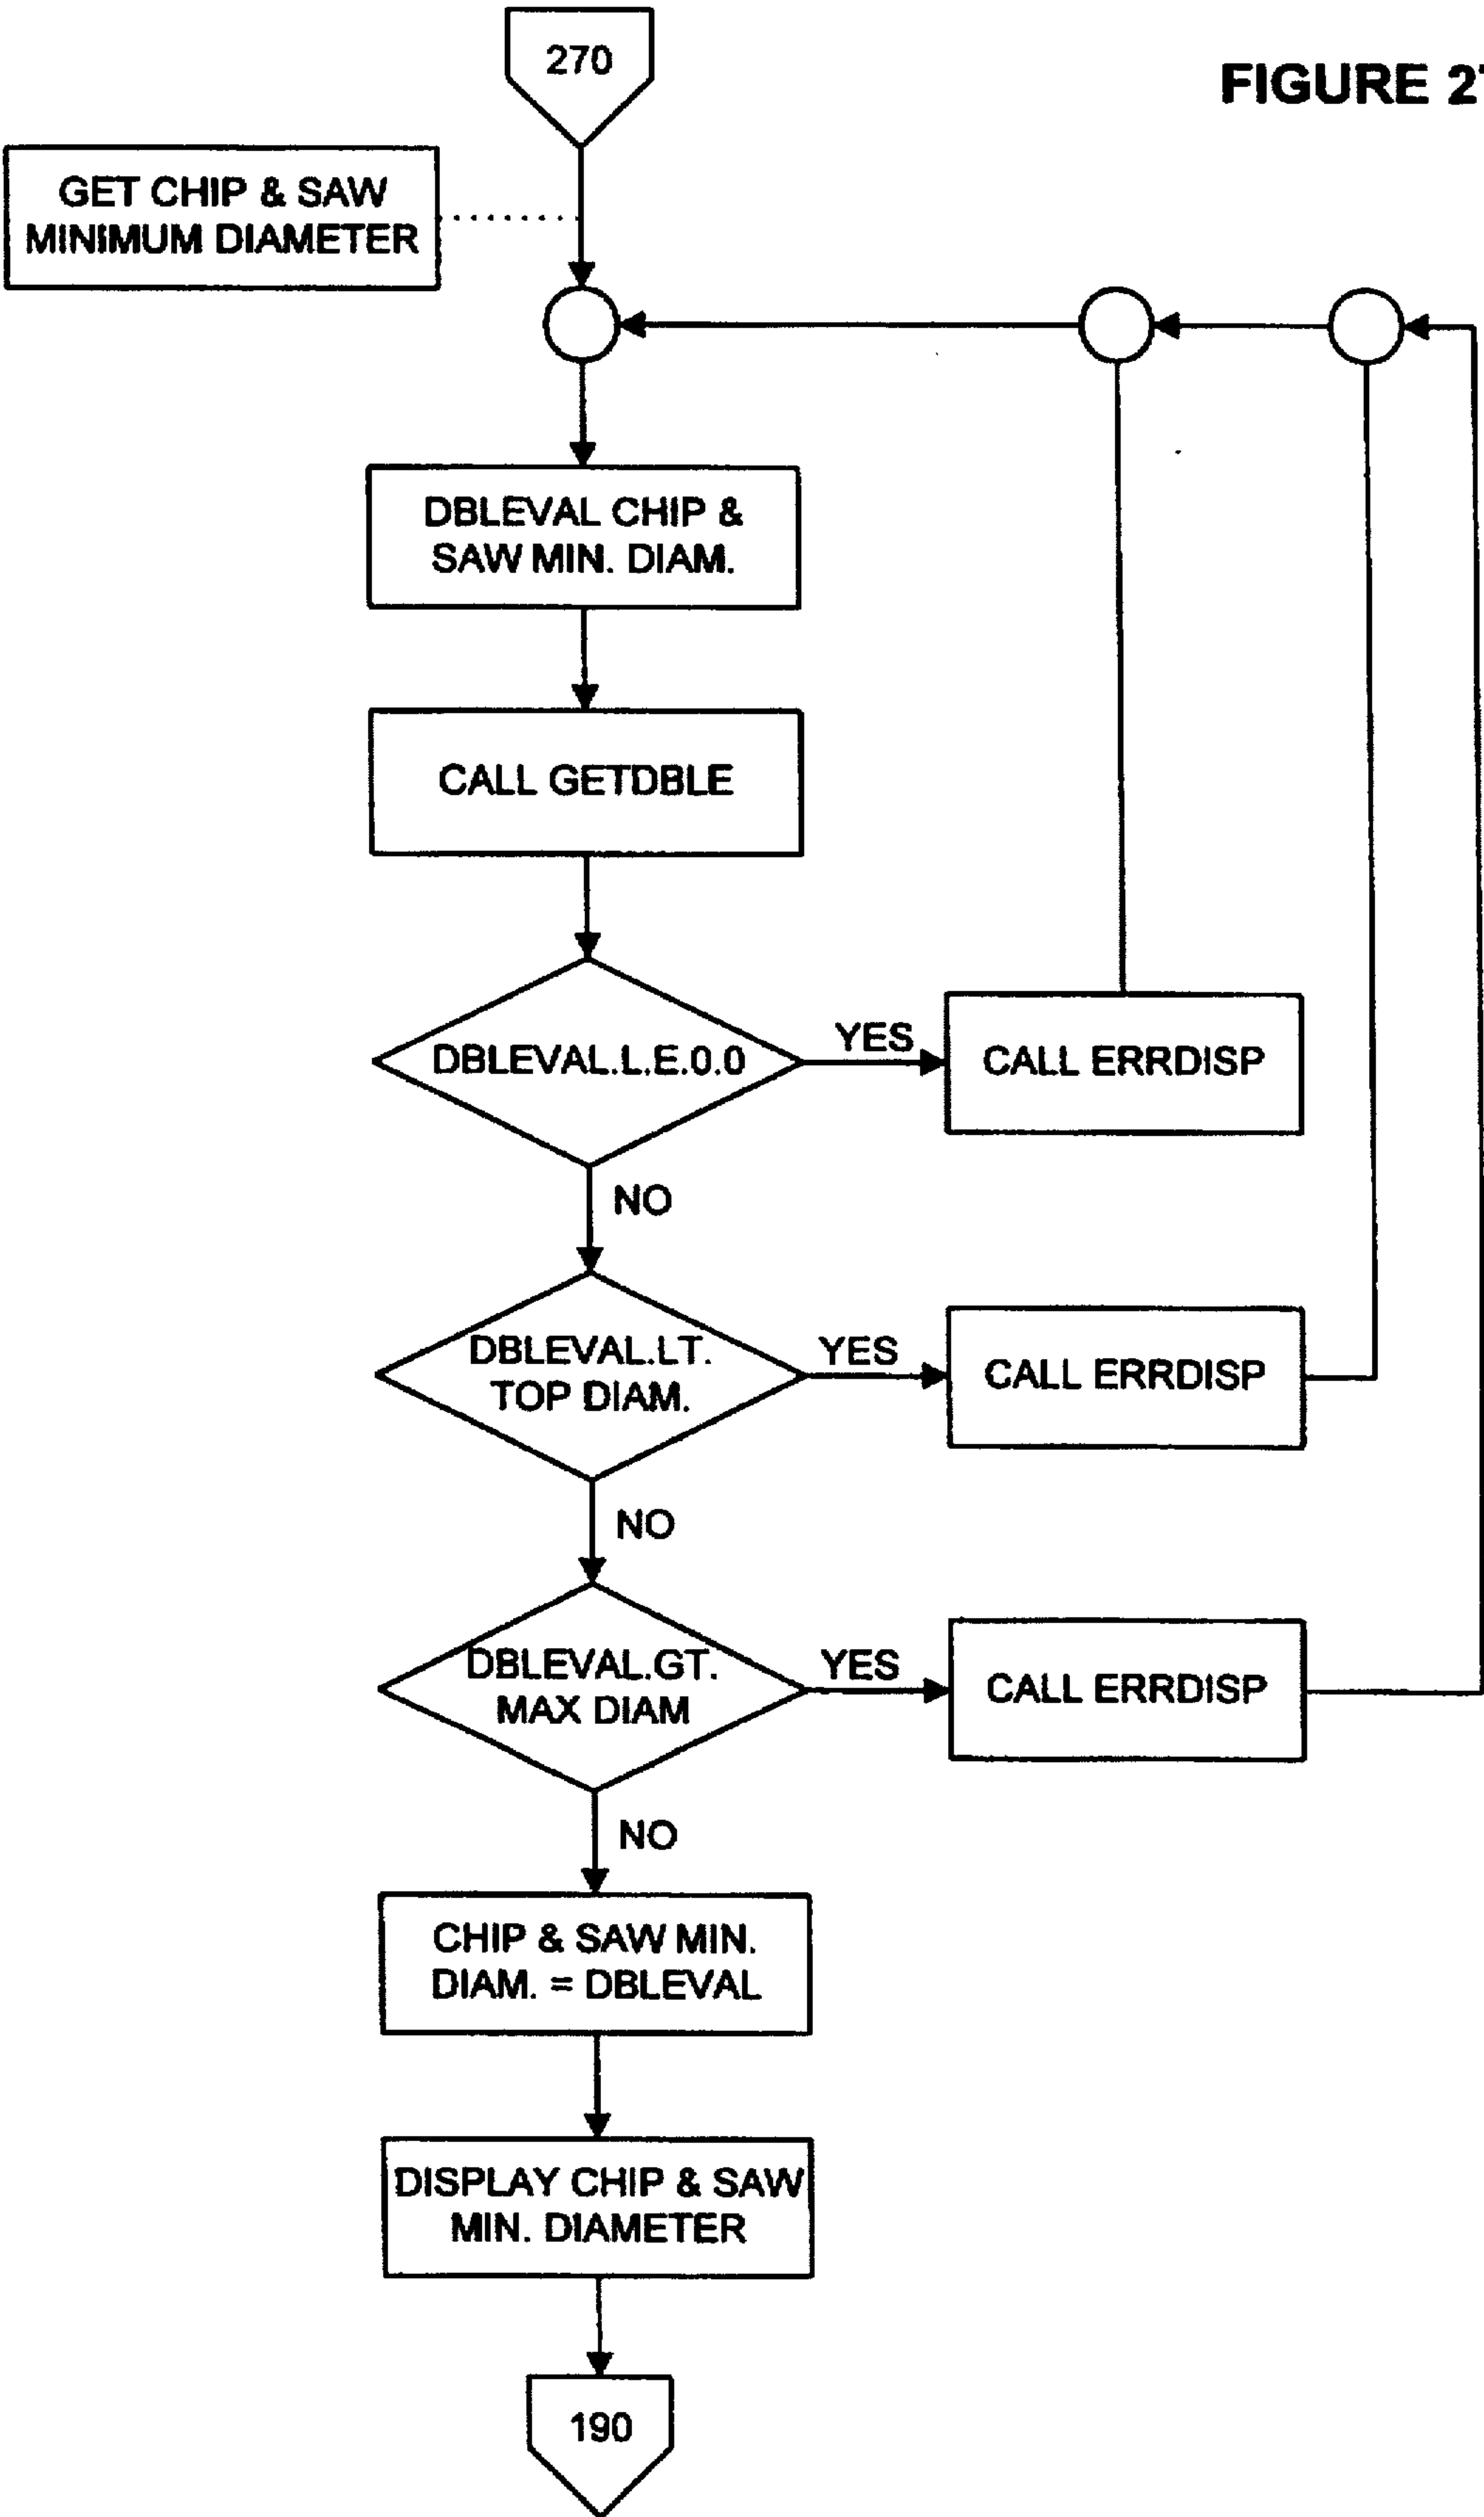 270
FIGURE 2
GET CHIP & SAW
MINIMUM DIAMETER
DBLEVAL CHIP &
SAW MIN. DIAM.
CALL GETDBLE
DBLEVAL.L.E.0.0
YES
CALL ERRDISP
NO
DBLEVAL.LT.
TOP DIAM.
YES
CALL ERRDISP
NO
DBLEVAL.GT.
MAX DIAM
YES
CALL ERRDISP
NO
CHIP & SAW MIN.
DIAM. = DBLEVAL
DISPLAY CHIP & SAW
MIN. DIAMETER
190